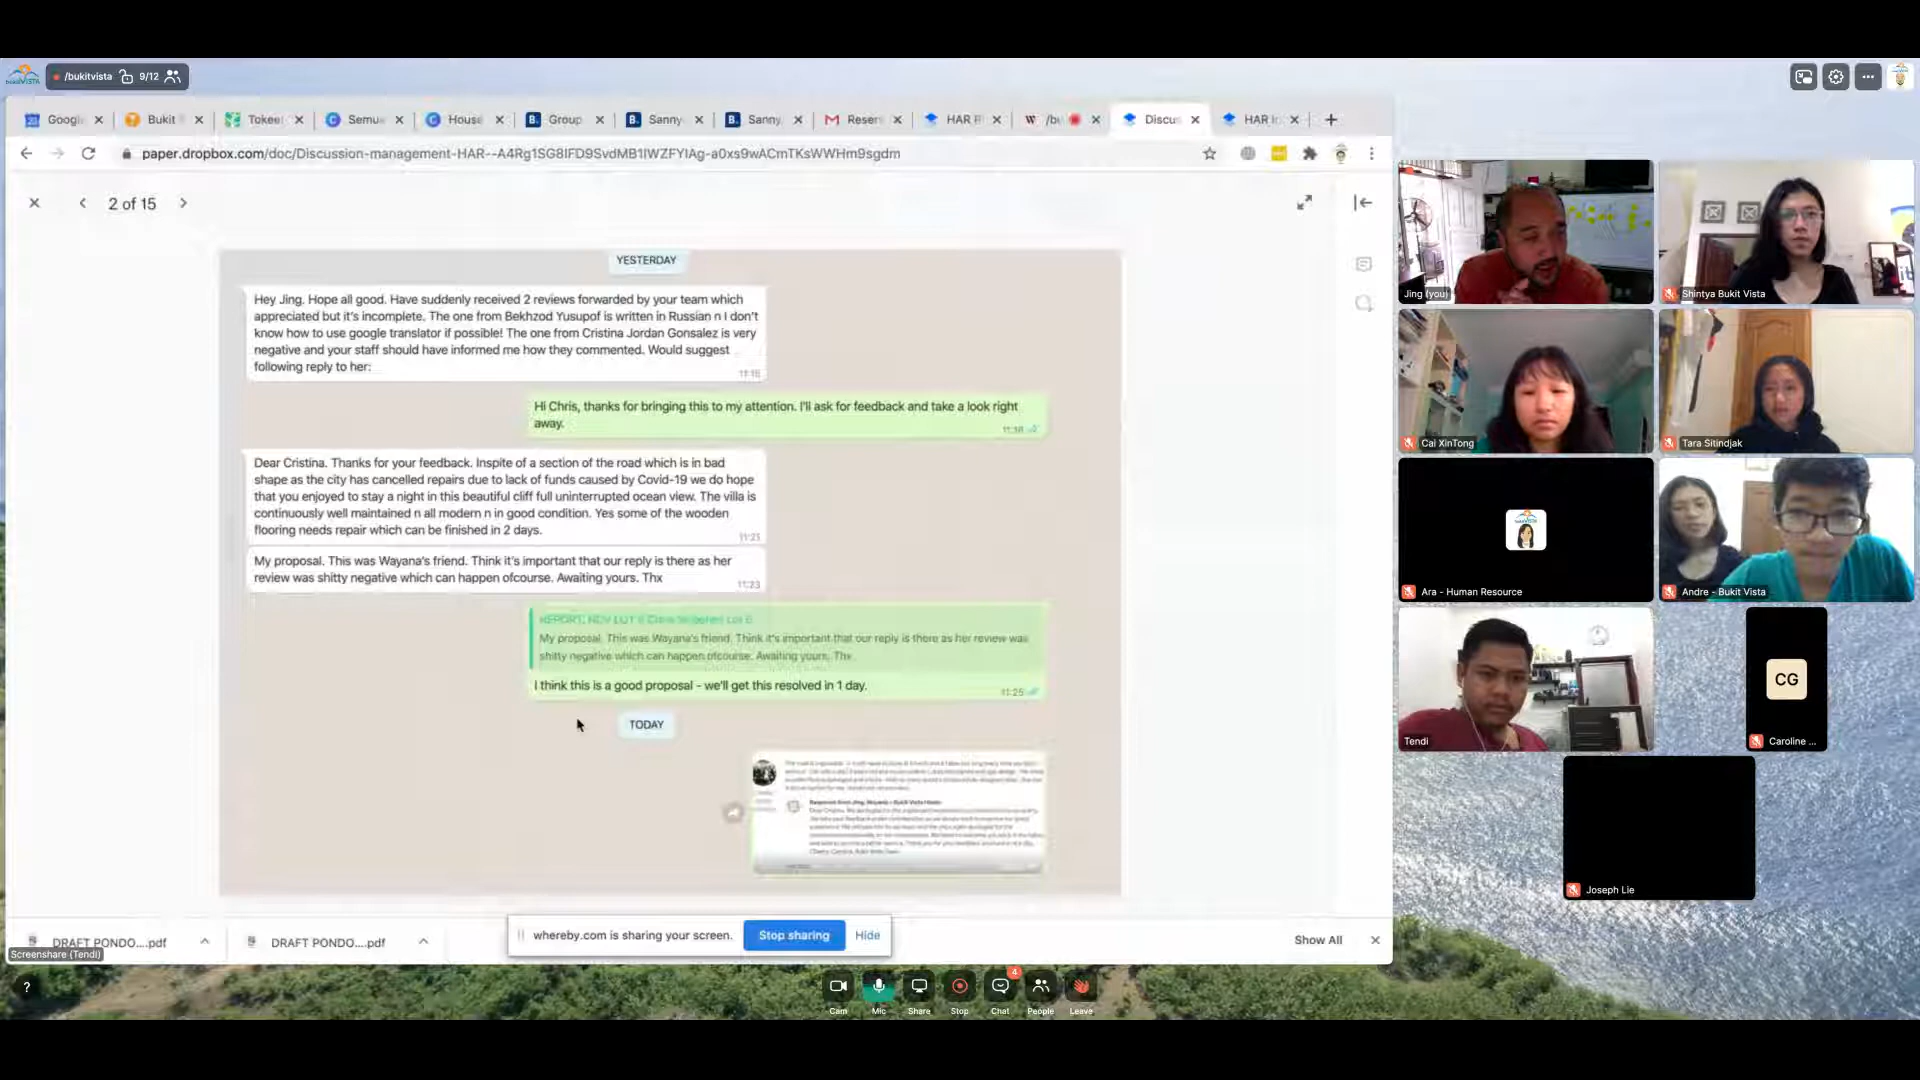 /bukitvista 9/12
Googl
Bukit
Tokee
Semu
House
Group
Sanny
Sanny
Reser
HAR
/bu
Discus
HAR
paper.dropbox.com/doc/Discussion-management-HAR--A4Rg1SG8IFD9SvdMB1IWZFYIAg-a0xs9wACmTKsWWHm9sgdm
2 of 15
YESTERDAY
Hey Jing. Hope all good. Have suddenly received 2 reviews forwarded by your team which
appreciated but it's incomplete. The one from Bekhzod Yusupof is written in Russian n I don't
know how to use google translator if possible! The one from Cristina Jordan Gonsalez is very
negative and your staff should have informed me how they commented. Would suggest
following reply to her:
11:15
Hi Chris, thanks for bringing this to my attention. I'll ask for feedback and take a look right
away.
Dear Cristina. Thanks for your feedback. Inspite of a section of the road which is in bad
shape as the city has cancelled repairs due to lack of funds caused by Covid-19 we do hope
that you enjoyed to stay a night in this beautiful cliff full uninterrupted ocean view. The villa is
continuously well maintained n all modern n in good condition. Yes some of the wooden
flooring needs repair which can be finished in 2 days.
11:21
My proposal. This was Wayana's friend. Think it's important that our reply is there as her
review was shitty negative which can happen ofcourse. Awaiting yours. Thx
11:23
My proposal. This was Wayana's friend. Think it's important that our reply is there as her review was
shitty negative which can happen ofcourse. Awaiting yours. Thx
I think this is a good proposal - we'll get this resolved in 1 day.
11:25
TODAY
DRAFT PONDO....pdf
DRAFT PONDO....pdf
Screenshare (Tendi)
whereby.com is sharing your screen.
Stop sharing
Hide
Show All
?
Cam
Mic
Share
Stop
Chat
4
People
Leave
Jing (you)
Shintya Bukit Vista
Cai XinTong
Tara Sitindjak
Ara - Human Resource
Andre - Bukit Vista
Tendi
CG
Caroline ...
Joseph Lie